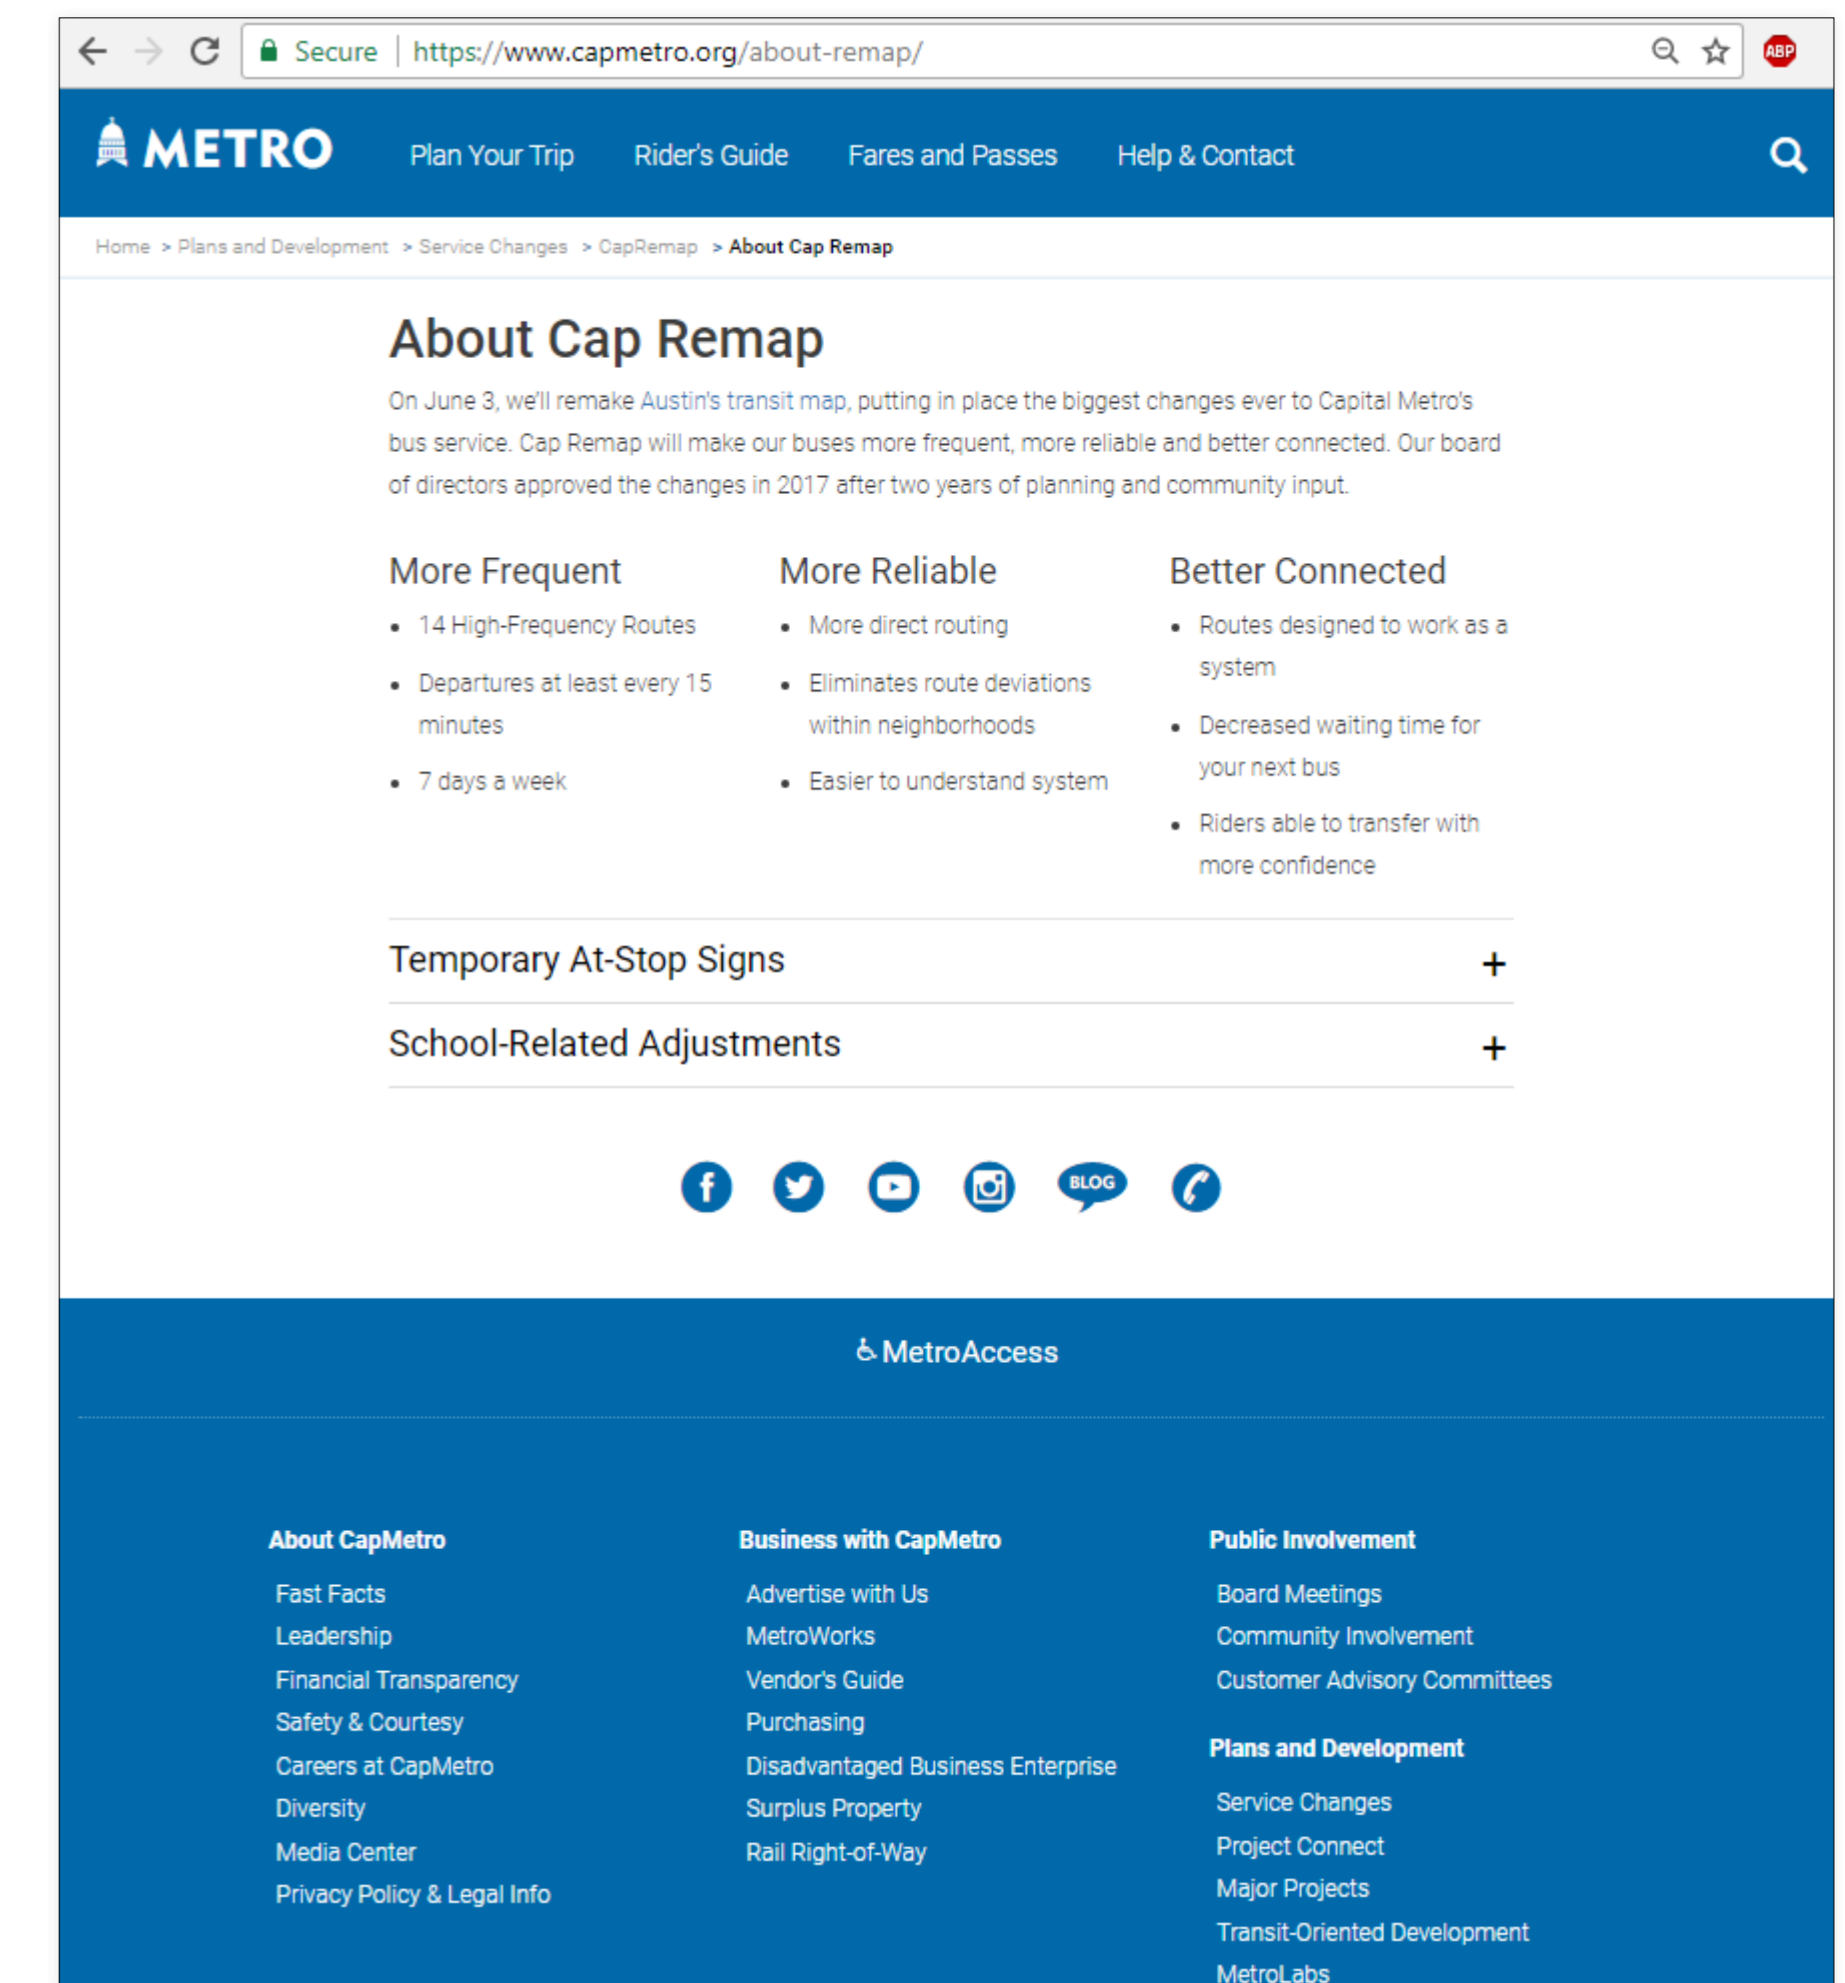 Secure | https://www.capmetro.org/about-remap/
ABP
METRO
Plan Your Trip
Rider's Guide
Fares and Passes
Help & Contact
Home > Plans and Development > Service Changes > CapRemap > About Cap Remap
About Cap Remap
On June 3, we'll remake Austin's transit map, putting in place the biggest changes ever to Capital Metro's
bus service. Cap Remap will make our buses more frequent, more reliable and better connected. Our board
of directors approved the changes in 2017 after two years of planning and community input.
More Frequent
• 14 High-Frequency Routes
• Departures at least every 15
minutes
• 7 days a week
More Reliable
• More direct routing
• Eliminates route deviations
within neighborhoods
• Easier to understand system
Better Connected
• Routes designed to work as a
system
• Decreased waiting time for
your next bus
• Riders able to transfer with
more confidence
Temporary At-Stop Signs +
School-Related Adjustments +
BLOG
MetroAccess
About CapMetro
Fast Facts
Leadership
Financial Transparency
Safety & Courtesy
Careers at CapMetro
Diversity
Media Center
Privacy Policy & Legal Info
Business with CapMetro
Advertise with Us
MetroWorks
Vendor's Guide
Purchasing
Disadvantaged Business Enterprise
Surplus Property
Rail Right-of-Way
Public Involvement
Board Meetings
Community Involvement
Customer Advisory Committees
Plans and Development
Service Changes
Project Connect
Major Projects
Transit-Oriented Development
MetroLabs